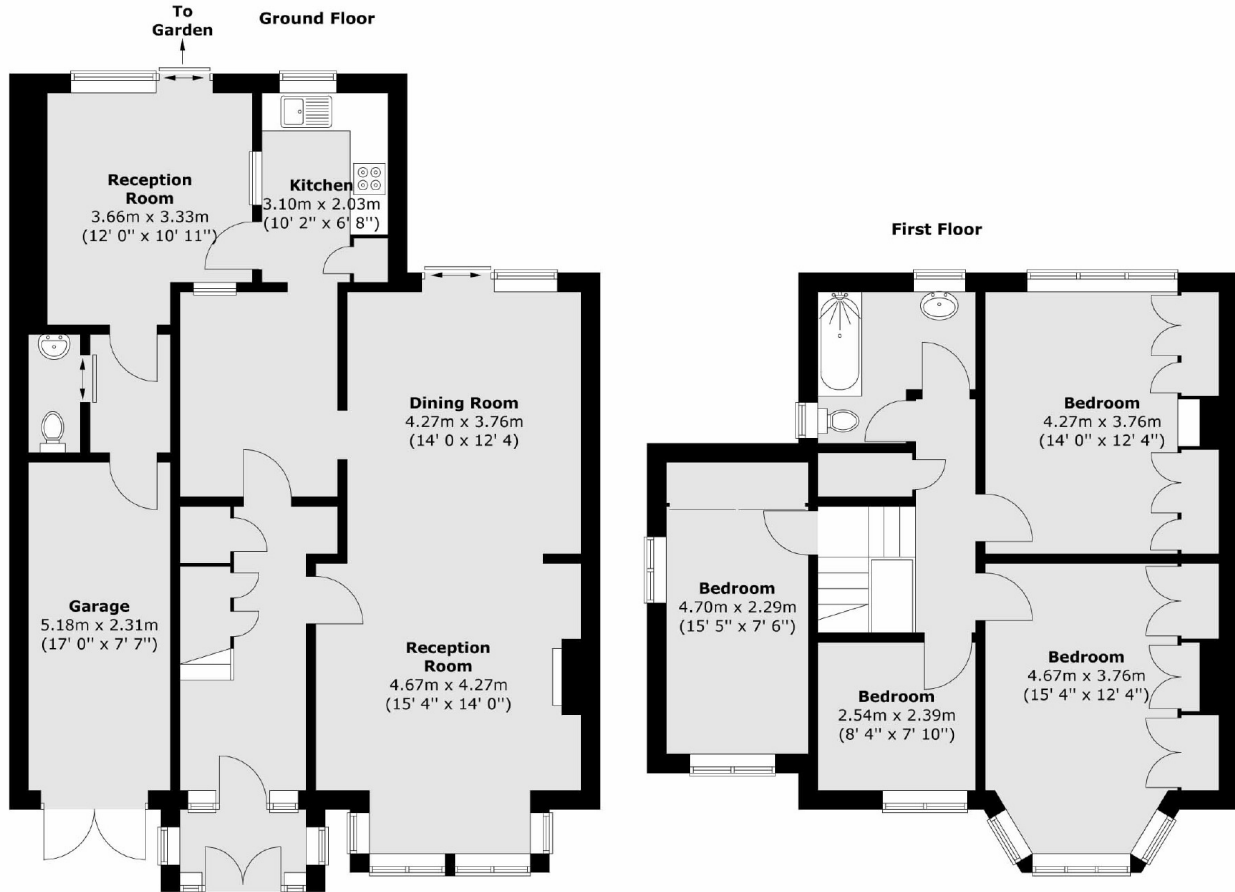 To
Garden
Ground Floor
Reception
Room
3.66m x 3.33m
(12' 0" x 10' 11")
Kitchen
3.10m x 2.03m
(10' 2" x 6' 8")
Dining Room
4.27m x 3.76m
(14' 0 x 12' 4)
Garage
5.18m x 2.31m
(17' 0" x 7' 7")
Reception
Room
4.67m x 4.27m
(15' 4" x 14' 0")
First Floor
Bedroom
4.27m x 3.76m
(14' 0" x 12' 4")
Bedroom
4.70m x 2.29m
(15' 5" x 7' 6")
Bedroom
4.67m x 3.76m
(15' 4" x 12' 4")
Bedroom
2.54m x 2.39m
(8' 4" x 7' 10")